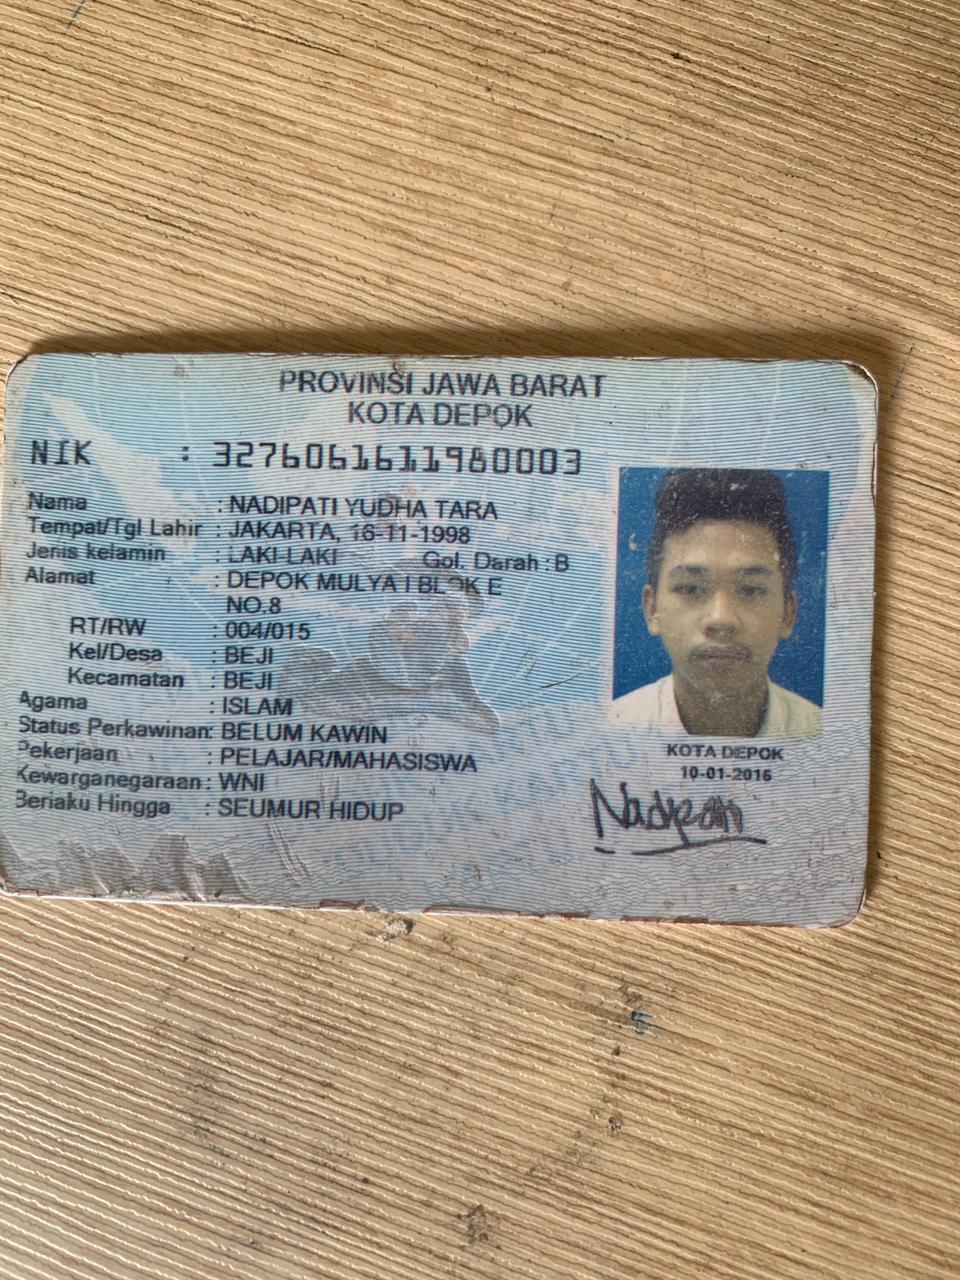 PROVINSI JAWA BARAT
KOTA DEPOK
NIK : 3276061611980003
Nama : NADIPATI YUDHA TARA
Tempat/Tgl Lahir : JAKARTA, 16-11-1998
Jenis kelamin : LAKI-LAKI Gol. Darah : B
Alamat : DEPOK MULYA I BLOK E
NO.8
RT/RW : 004/015
Kel/Desa : BEJI
Kecamatan : BEJI
Agama : ISLAM
Status Perkawinan: BELUM KAWIN
Pekerjaan : PELAJAR/MAHASISWA
Kewarganegaraan : WNI
Berlaku Hingga : SEUMUR HIDUP
KOTA DEPOK
10-01-2016
Nadipati